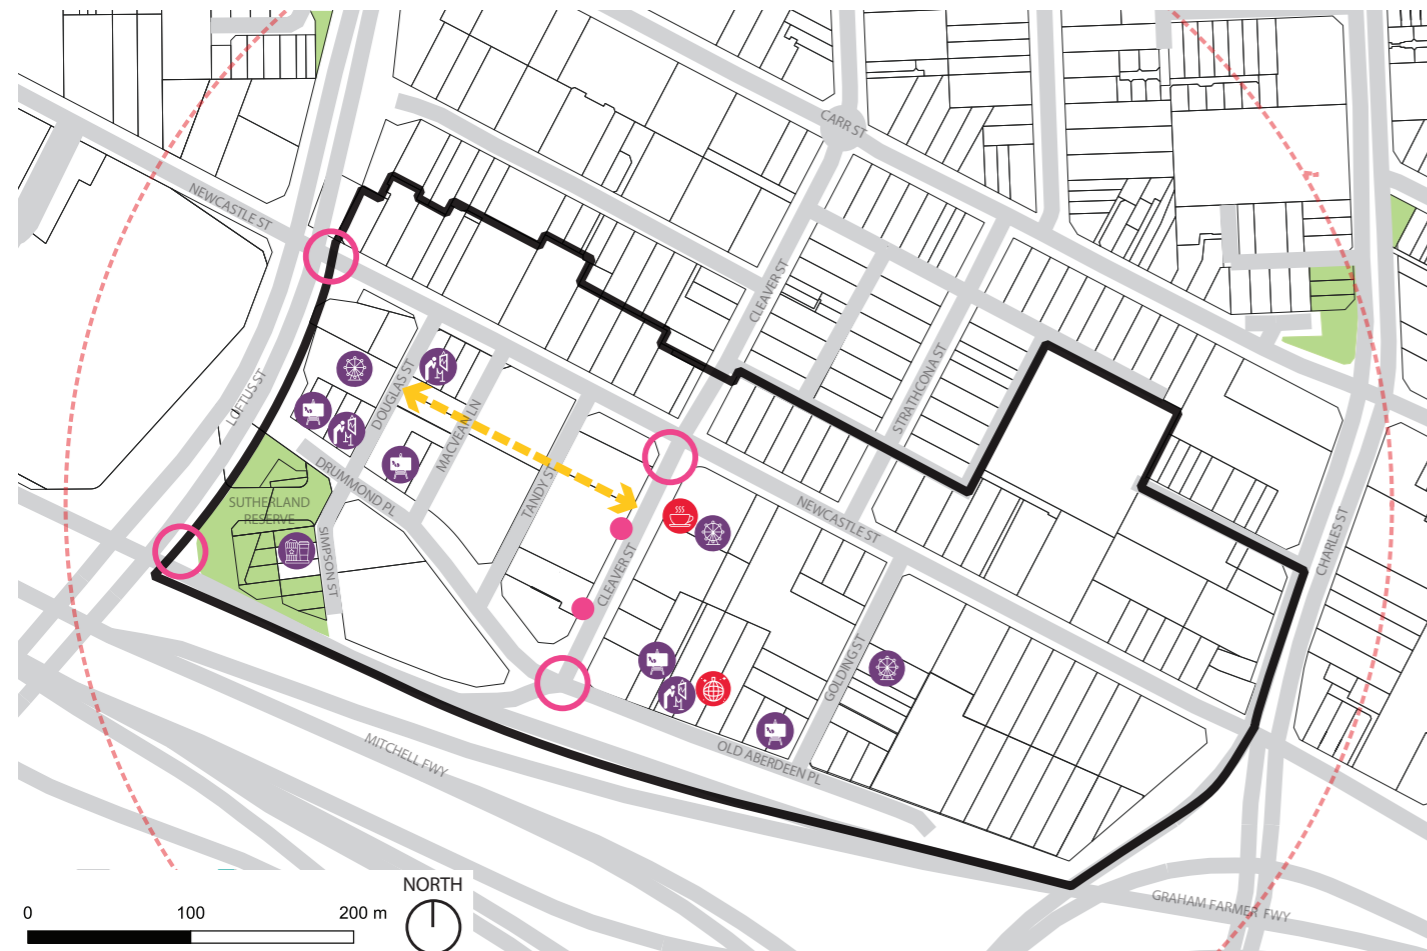 CARR ST
NEWCASTLE ST
CLEAVER ST
LOFTUS ST
DOUGLAS ST
MACVEAN LN
STRATHCONA ST
TANDY ST
DRUMMOND PL
SUTHERLAND
RESERVE
SIMPSON ST
NEWCASTLE ST
CHARLES ST
CLEAVER ST
GOLDING ST
OLD ABERDEEN PL
MITCHELL FWY
GRAHAM FARMER FWY
NORTH
0 100 200 m